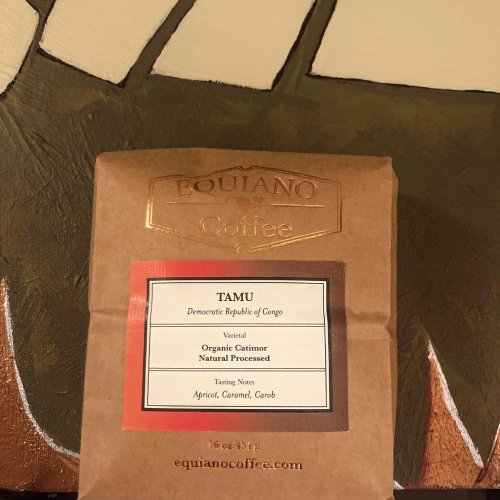 EQUIANO
Coffee
TAMU
Democratic Republic of Congo
Varietal
Organic Catimor
Natural Processed
Tasting Notes
Apricot, Caramel, Carob
16 oz/454 g
equianocoffee.com